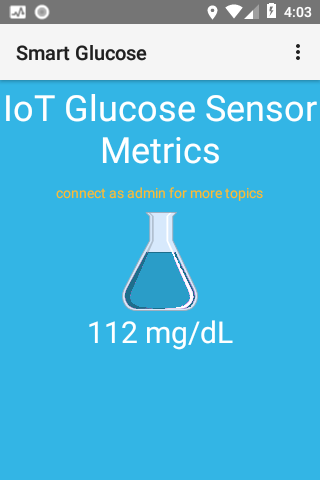 4:03
Smart Glucose
IoT Glucose Sensor
Metrics
connect as admin for more topics
112 mg/dL